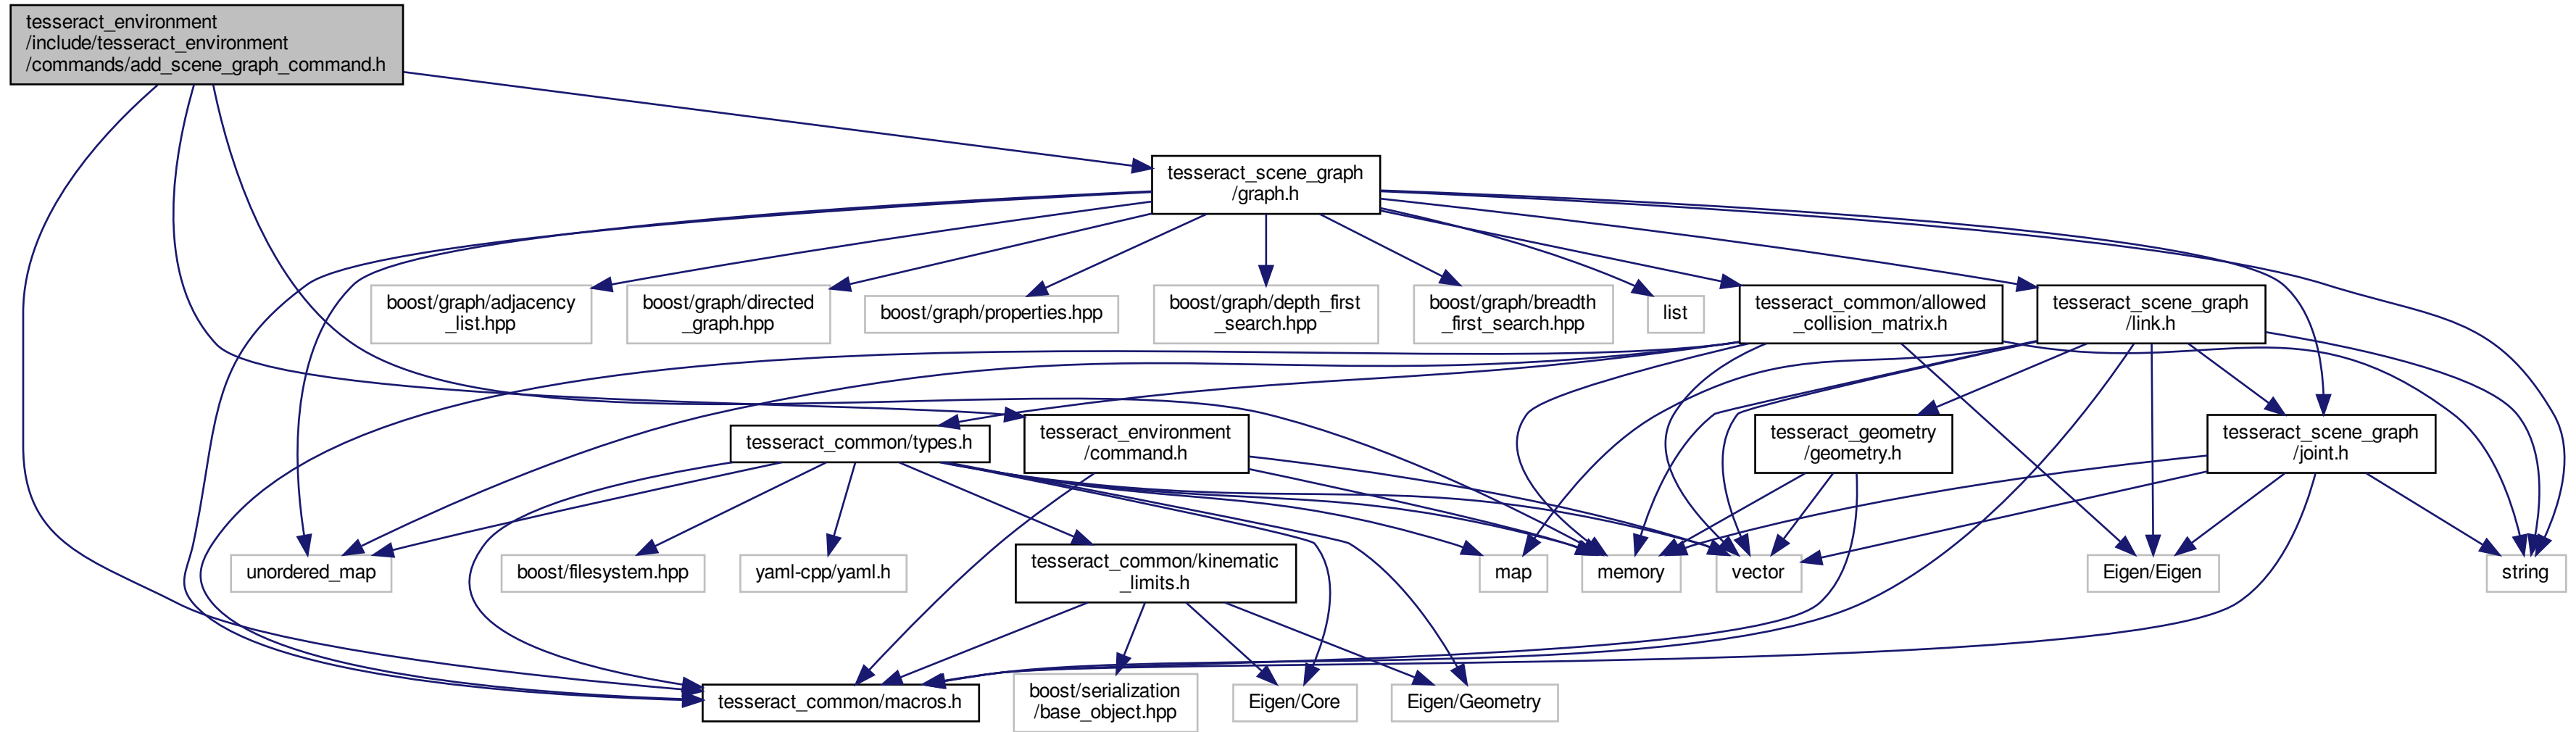 tesseract_environment
/include/tesseract_environment
/commands/add_scene_graph_command.h
tesseract_scene_graph
/graph.h
boost/graph/adjacency
_list.hpp
boost/graph/directed
_graph.hpp
boost/graph/properties.hpp
boost/graph/depth_first
_search.hpp
boost/graph/breadth
_first_search.hpp
list
tesseract_common/allowed
_collision_matrix.h
tesseract_scene_graph
/link.h
tesseract_common/types.h
tesseract_environment
/command.h
tesseract_geometry
/geometry.h
tesseract_scene_graph
/joint.h
unordered_map
boost/filesystem.hpp
yaml-cpp/yaml.h
tesseract_common/kinematic
_limits.h
map
memory
vector
Eigen/Eigen
string
tesseract_common/macros.h
boost/serialization
/base_object.hpp
Eigen/Core
Eigen/Geometry